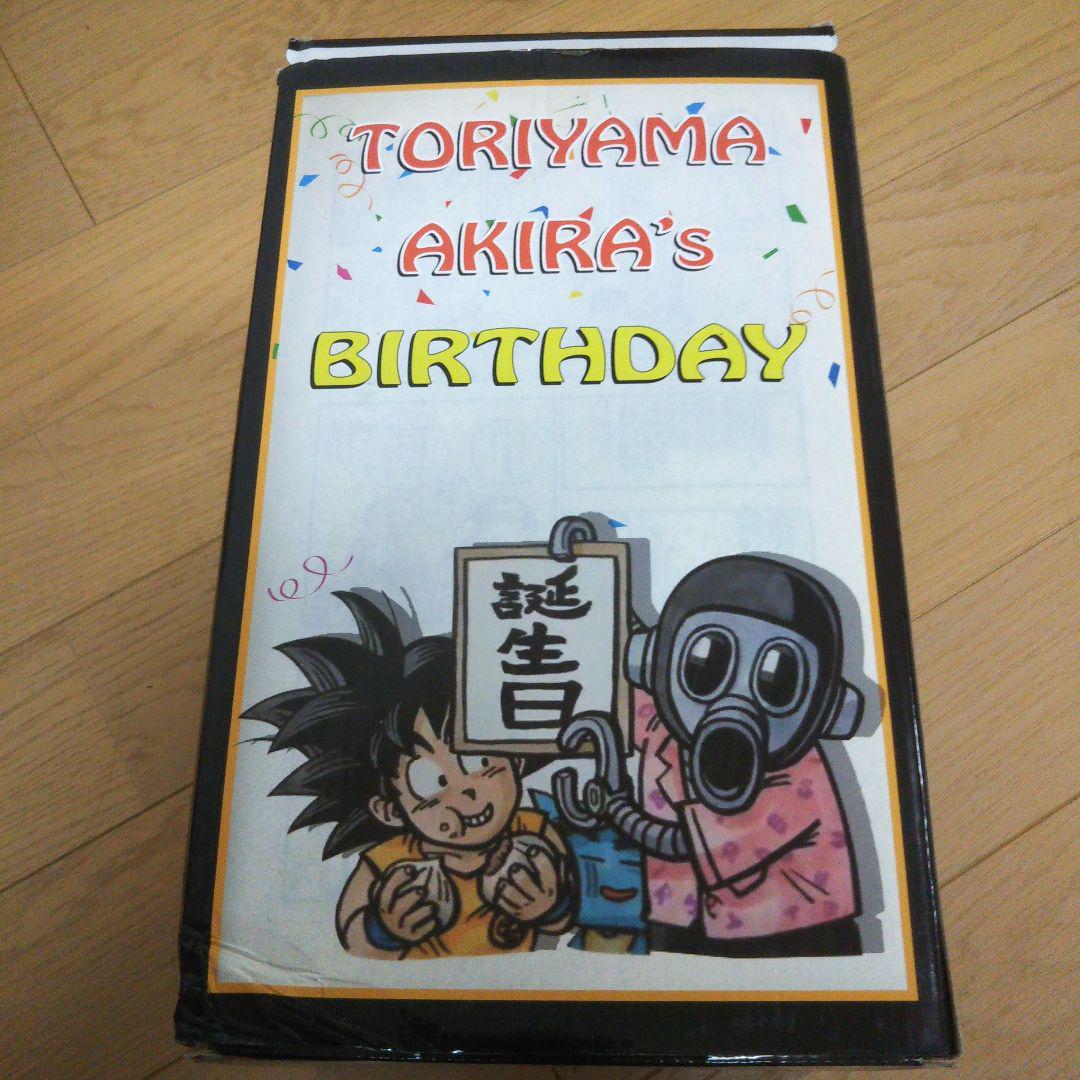 TORIYAMA
AKIRA's
BIRTHDAY
誕
生
日